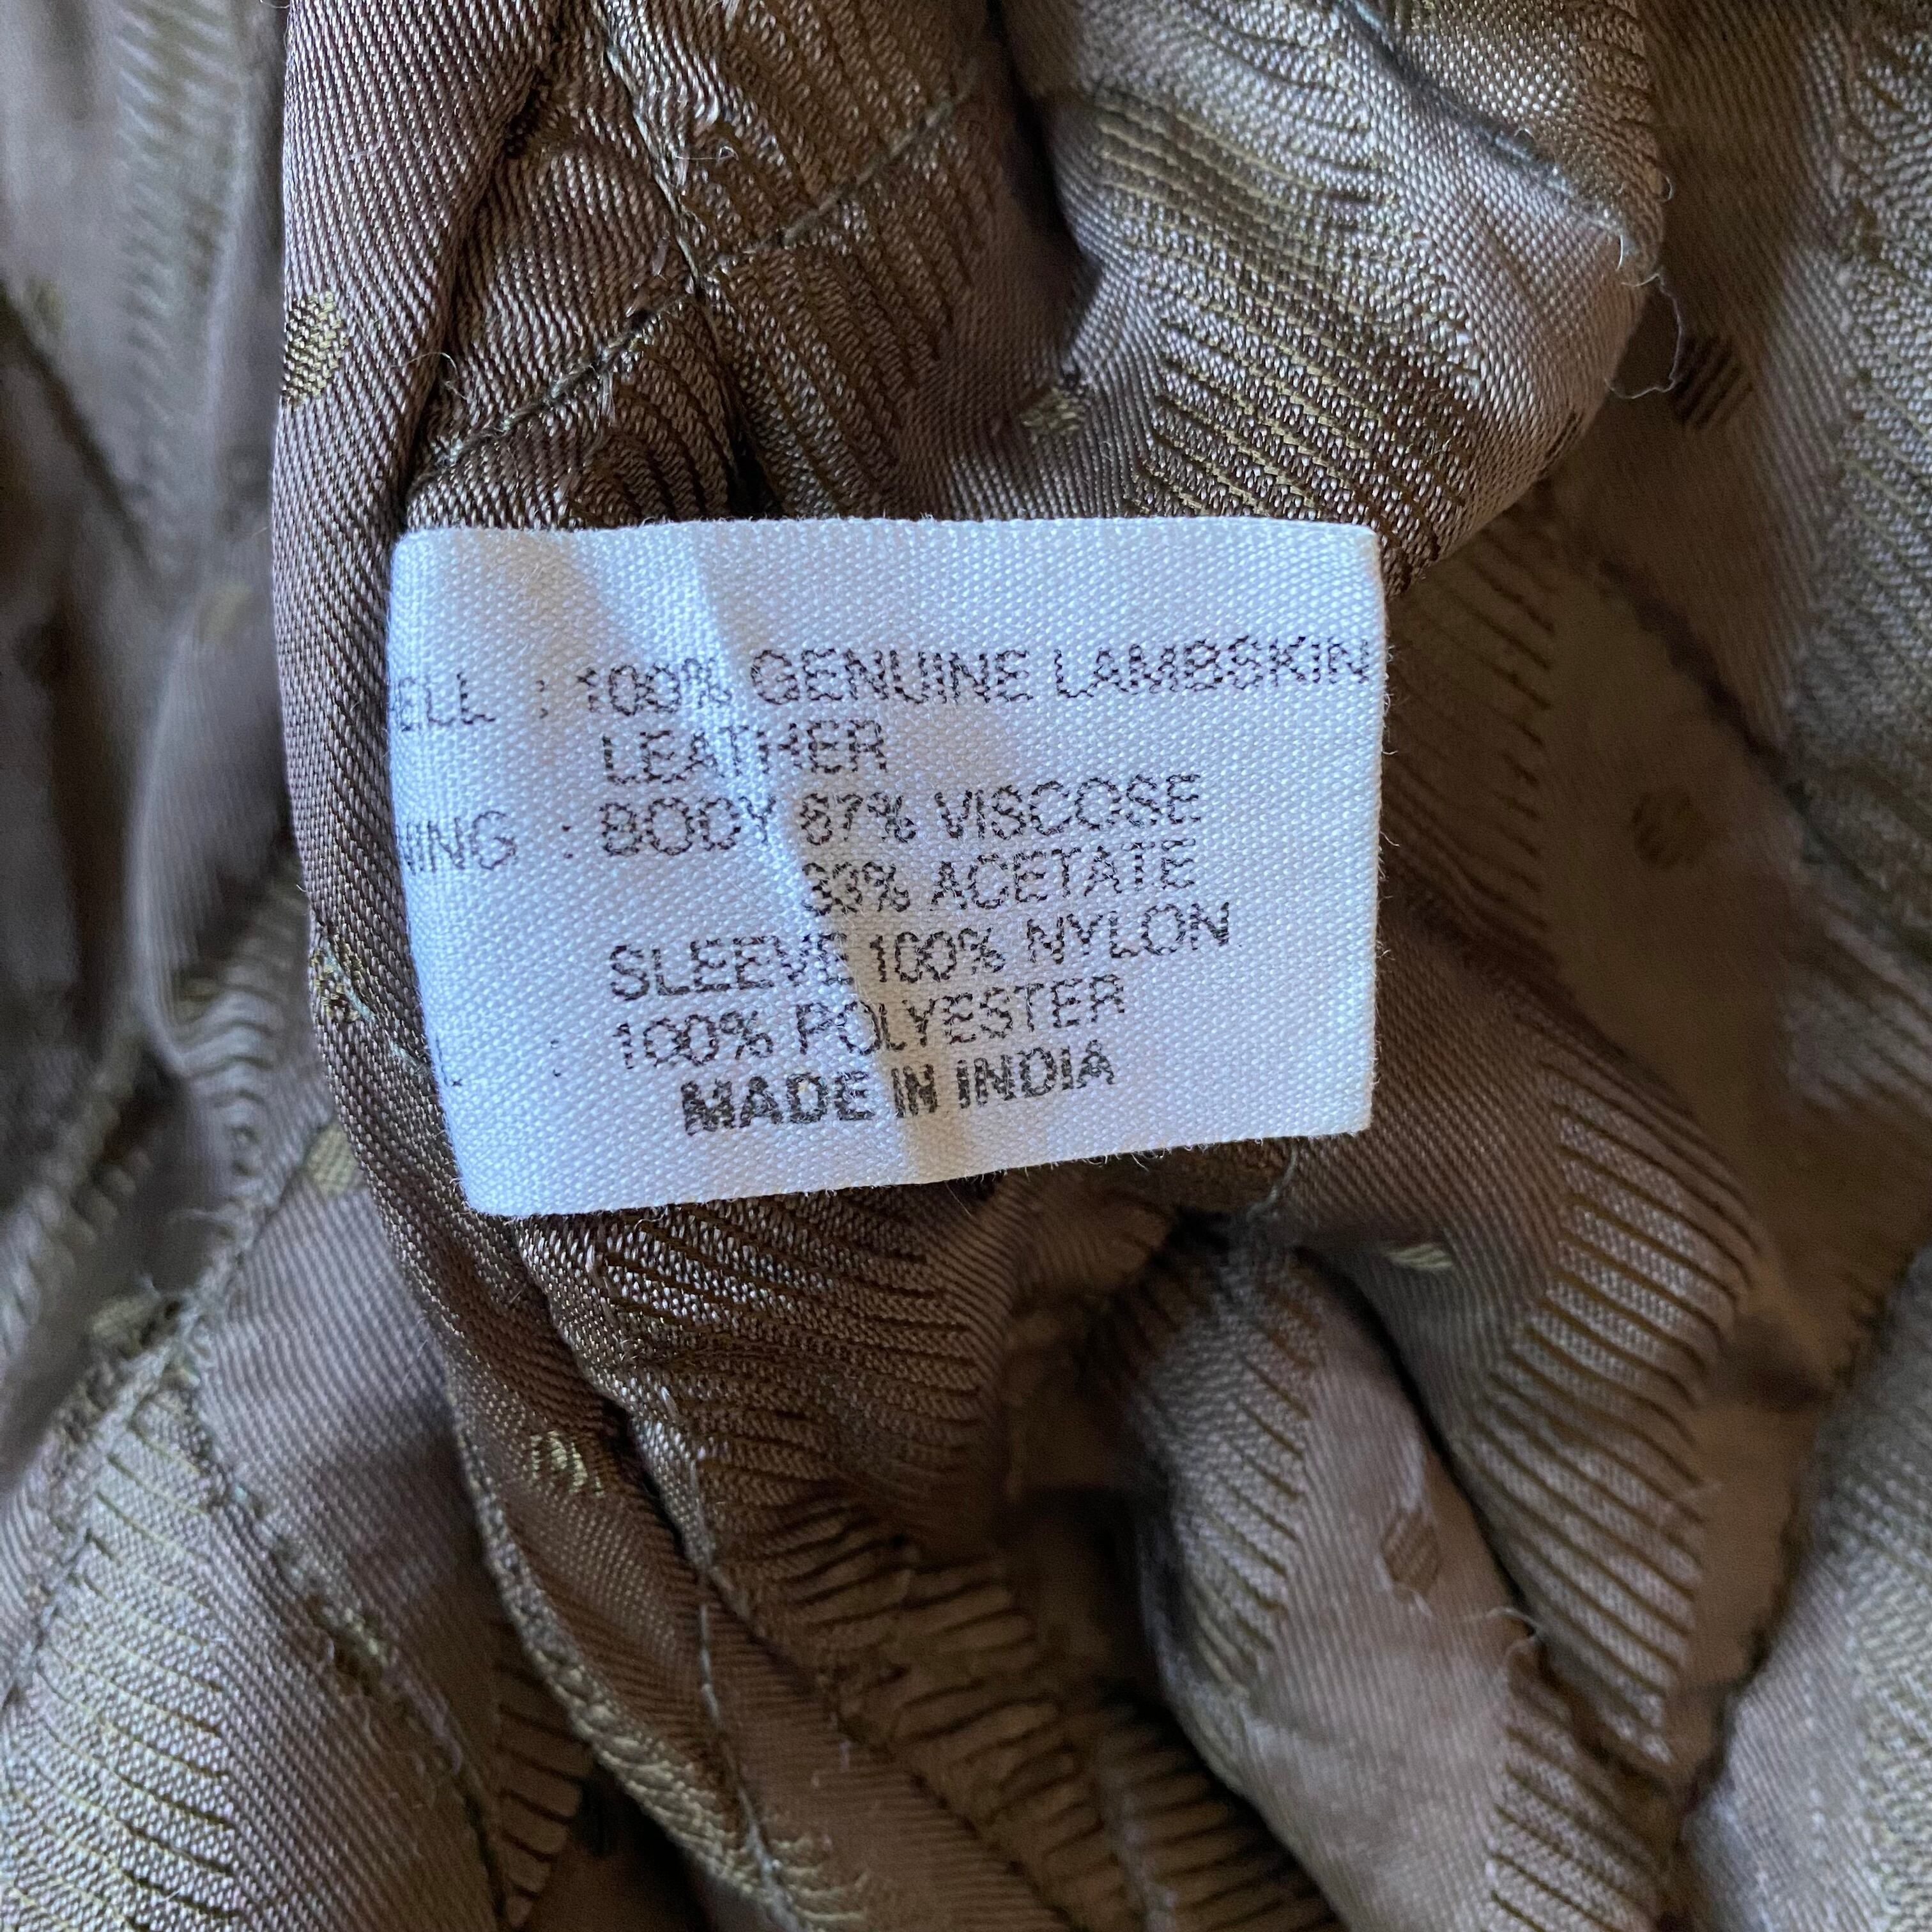 ELL : 100% GENUINE LAMBSKIN
LEATHER
NING : BODY 67% VISCOSE
33% ACETATE
SLEEVE 100% NYLON
: 100% POLYESTER
MADE IN INDIA